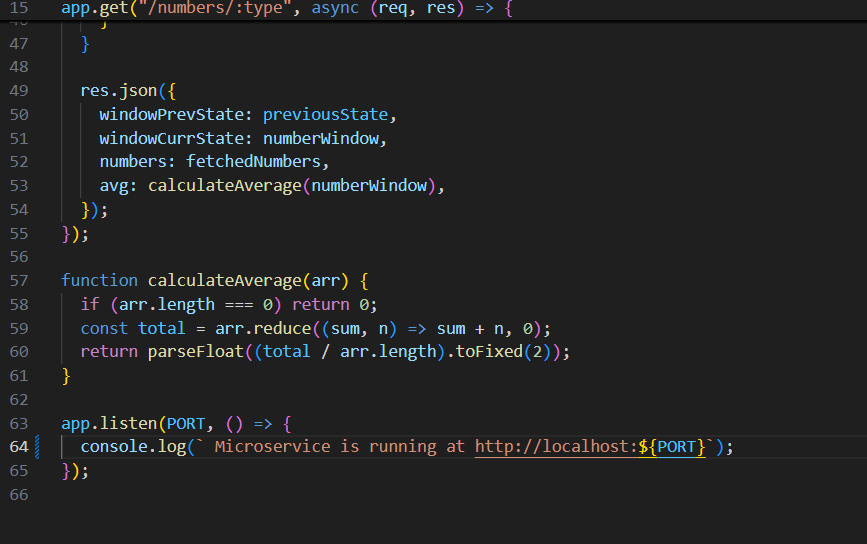 15 app.get("/numbers/:type", async (req, res) => {
46 }
47 }
48
49 res.json({
50 windowPrevState: previousState,
51 windowCurrState: numberWindow,
52 numbers: fetchedNumbers,
53 avg: calculateAverage(numberWindow),
54 });
55 });
56
57 function calculateAverage(arr) {
58 if (arr.length === 0) return 0;
59 const total = arr.reduce((sum, n) => sum + n, 0);
60 return parseFloat((total / arr.length).toFixed(2));
61 }
62
63 app.listen(PORT, () => {
64 console.log(` Microservice is running at http://localhost:${PORT}`);
65 });
66